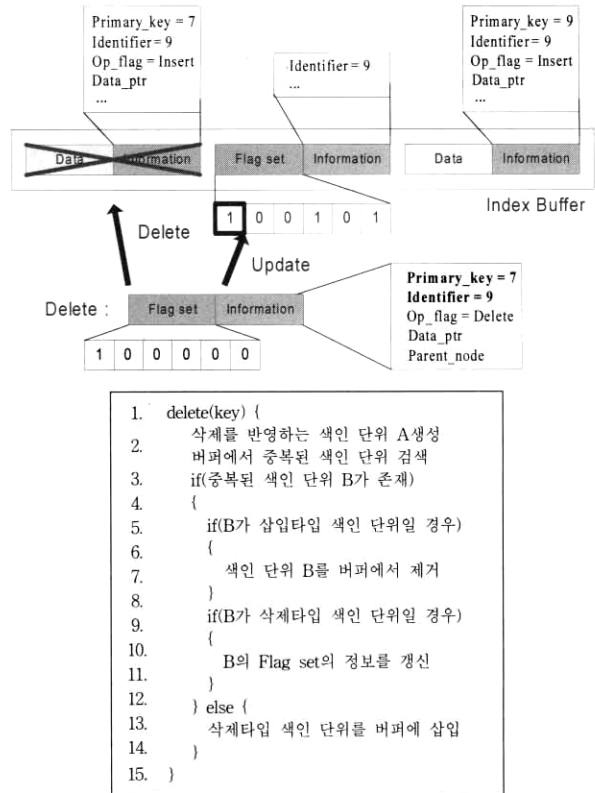 Primary_key = 7
Identifier= 9
Op_flag = Insert
Data_ptr
...
Identifier= 9
...
Primary_key = 9
Identifier= 9
Op_flag = Insert
Data_ptr
...
Data Information
Flag set Information
Data Information
Index Buffer
1 0 0 1 0 1
Delete
Update
Delete : Flag set Information
1 0 0 0 0 0
Primary_key = 7
Identifier = 9
Op_flag = Delete
Data_ptr
Parent_node
1. delete(key) {
2. 삭제를 반영하는 색인 단위 A생성
버퍼에서 중복된 색인 단위 검색
3. if(중복된 색인 단위 B가 존재)
4. {
5. if(B가 삽입타입 색인 단위일 경우)
6. {
7. 색인 단위 B를 버퍼에서 제거
8. }
9. if(B가 삭제타입 색인 단위일 경우)
{
10. B의 Flag set의 정보를 갱신
11. }
12. } else {
13. 삭제타입 색인 단위를 버퍼에 삽입
14. }
15. }